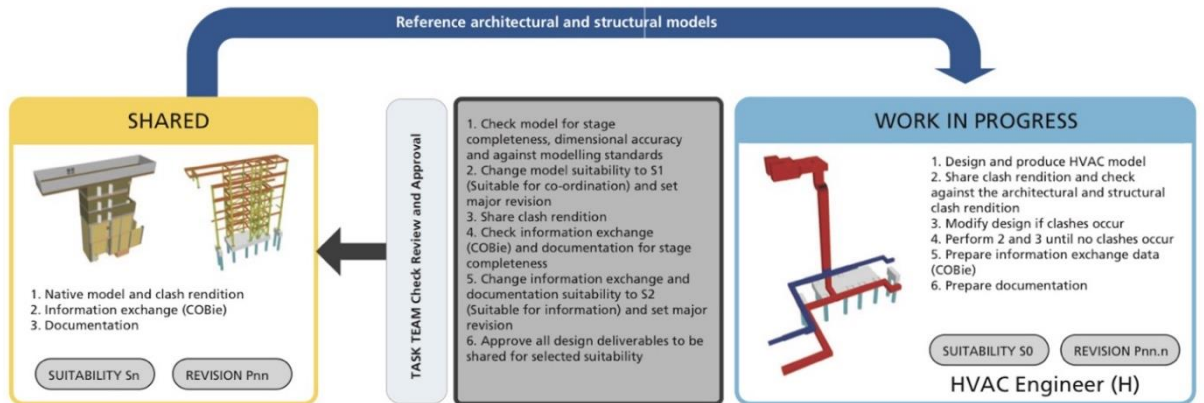 Reference architectural and structural models
SHARED
1. Native model and clash rendition
2. Information exchange (COBie)
3. Documentation
SUITABILITY Sn
REVISION Pnn
TASK TEAM Check Review and Approval
1. Check model for stage
completeness, dimensional accuracy
and against modelling standards
2. Change model suitability to S1
(Suitable for co-ordination) and set
major revision
3. Share clash rendition
4. Check information exchange
(COBie) and documentation for stage
completeness
5. Change information exchange and
documentation suitability to S2
(Suitable for information) and set major
revision
6. Approve all design deliverables to be
shared for selected suitability
WORK IN PROGRESS
1. Design and produce HVAC model
2. Share clash rendition and check
against the architectural and structural
clash rendition
3. Modify design if clashes occur
4. Perform 2 and 3 until no clashes occur
5. Prepare information exchange data
(COBie)
6. Prepare documentation
SUITABILITY S0
REVISION Pnn.n
HVAC Engineer (H)